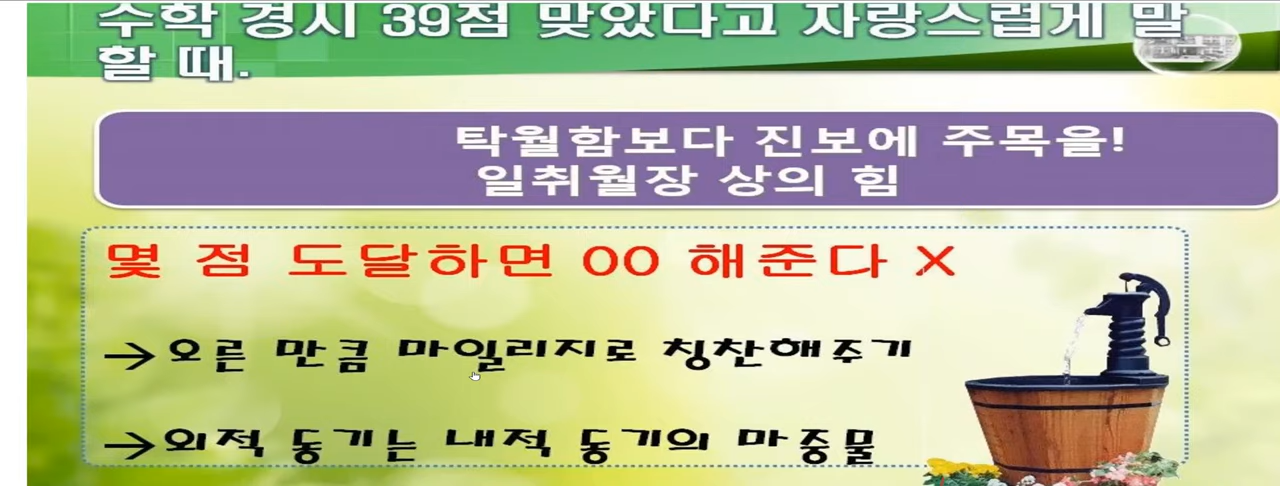 수학 경시 39점 맞았다고 자랑스럽게 말
할 때.
탁월함보다 진보에 주목을!
일취월장 상의 힘
몇 점 도달하면 OO 해준다 X
→오른 만큼 마일리지로 칭찬해주기
→외적 동기는 내적 동기의 마중물